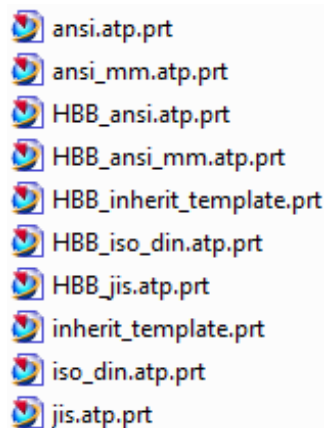 ansi.atp.prt
ansi_mm.atp.prt
HBB_ansi.atp.prt
HBB_ansi_mm.atp.prt
HBB_inherit_template.prt
HBB_iso_din.atp.prt
HBB_jis.atp.prt
inherit_template.prt
iso_din.atp.prt
jis.atp.prt